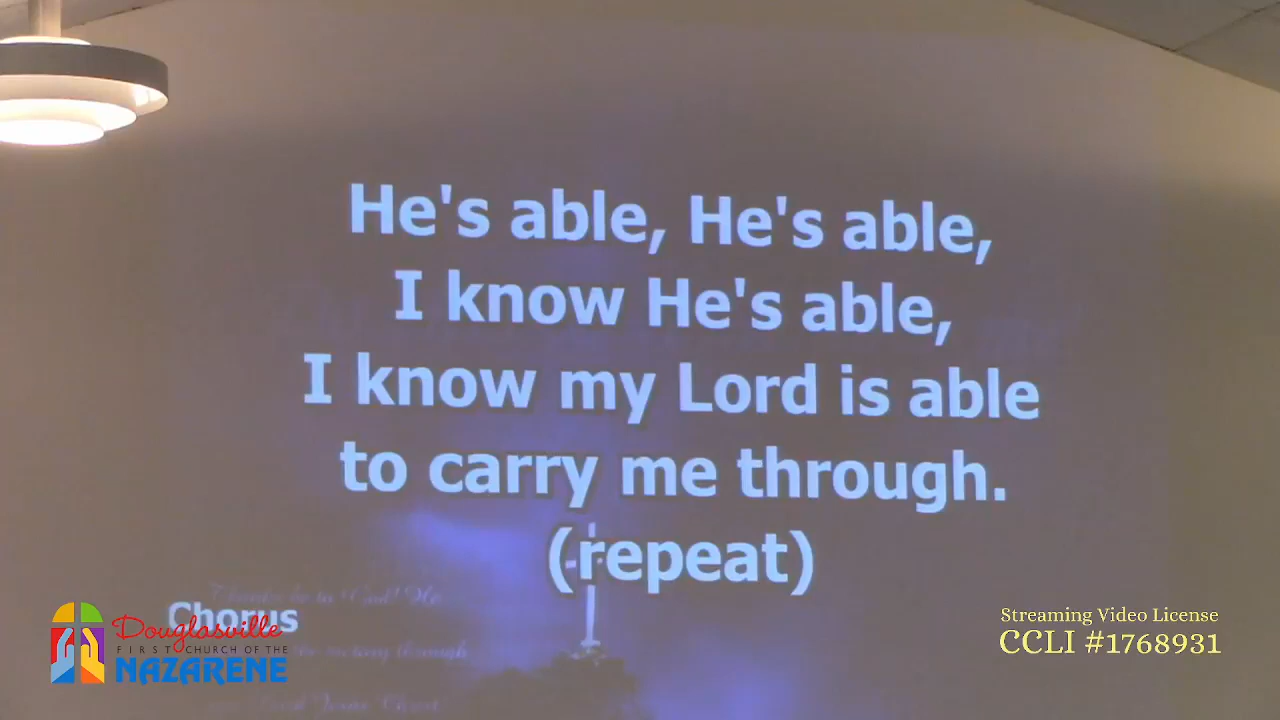 He's able, He's able,
I know He's able,
I know my Lord is able
to carry me through.
(repeat)
Chorus
Douglasville
FIRST CHURCH OF THE
NAZARENE
Streaming Video License
CCLI #1768931